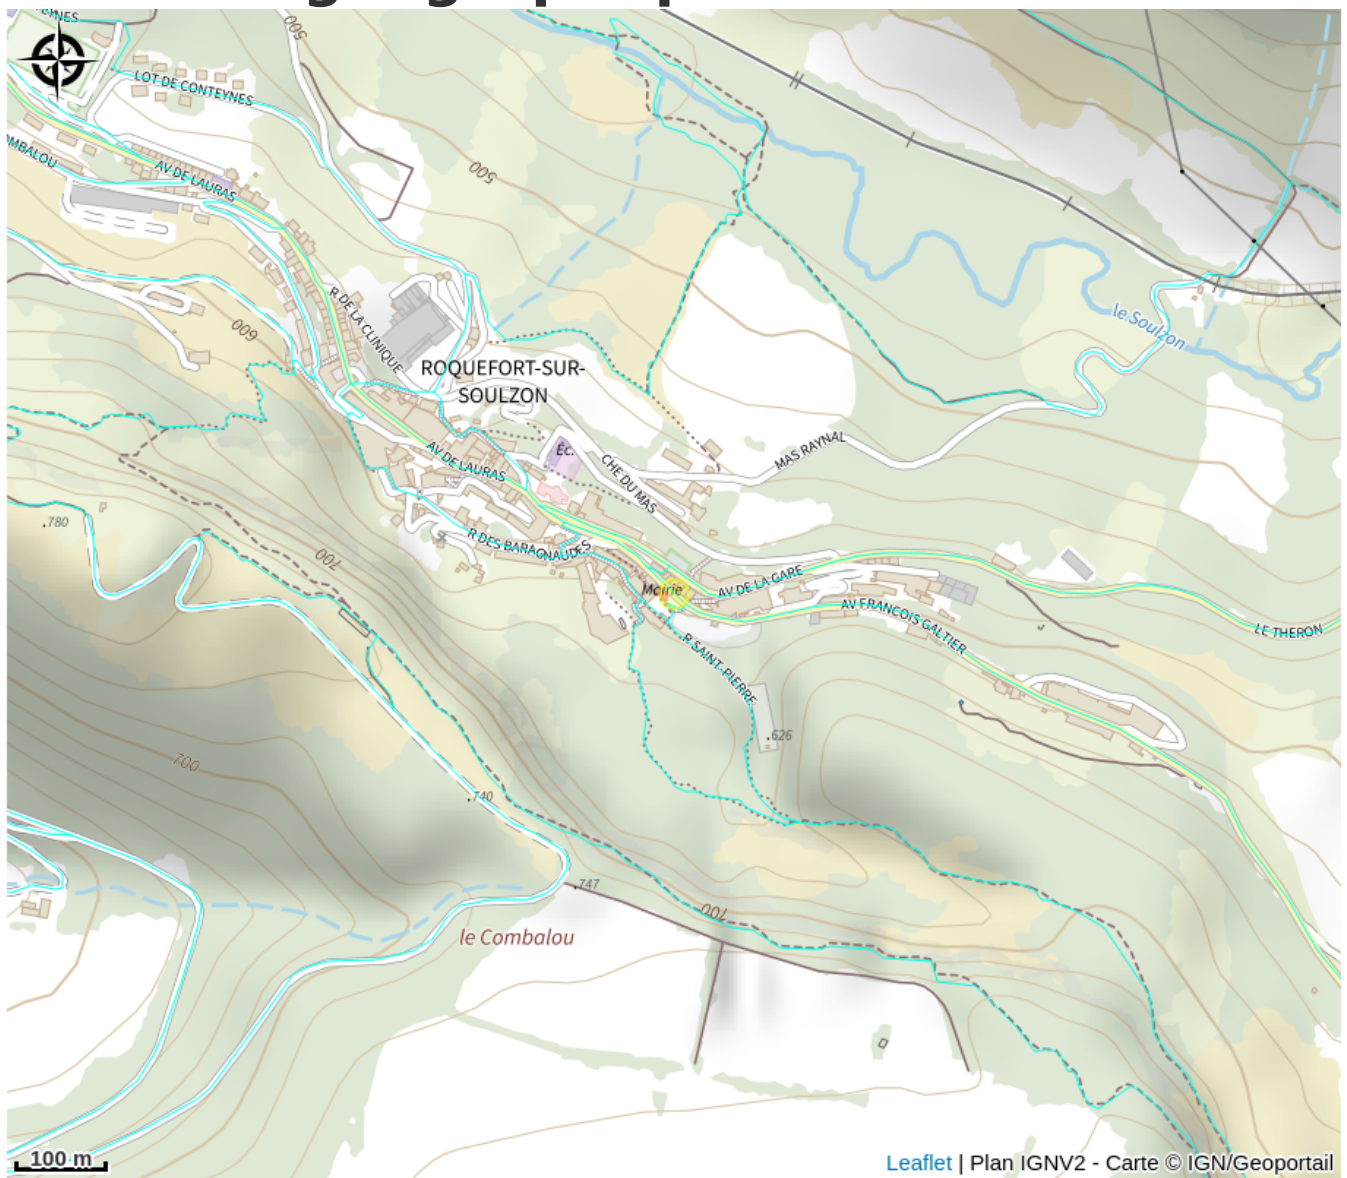 500
LOT DE CONTEYNES
OMBALOU
AV DE LAURAS
500
600
R DE LA CLINIQUE
le Soulzon
ROQUEFORT-SUR-
SOULZON
Éc.
AV DE LAURAS
CHE DU MAS
MAS RAYNAL
.780
R DES BARAGNAUDES
700
Mairie
AV DE LA GARE
AV FRANCOIS GALTIER
LE THERON
R SAINT-PIERRE
.626
700
.740
.747
700
le Combalou
100 m
Leaflet | Plan IGNV2 - Carte © IGN/Geoportail